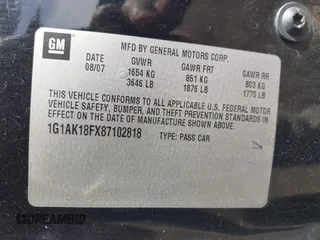 GM
MFD BY GENERAL MOTORS CORP.
DATE GVWR GAWR FRT GAWR RR
08/07 1654 KG 851 KG 803 KG
3646 LB 1876 LB 1770 LB
THIS VEHICLE CONFORMS TO ALL APPLICABLE U.S. FEDERAL MOTOR
VEHICLE SAFETY, BUMPER, AND THEFT PREVENTION STANDARDS
IN EFFECT ON THE DATE OF MANUFACTURE SHOWN ABOVE.
1G1AK18FX87102818 TYPE: PASS CAR
DREAMBID